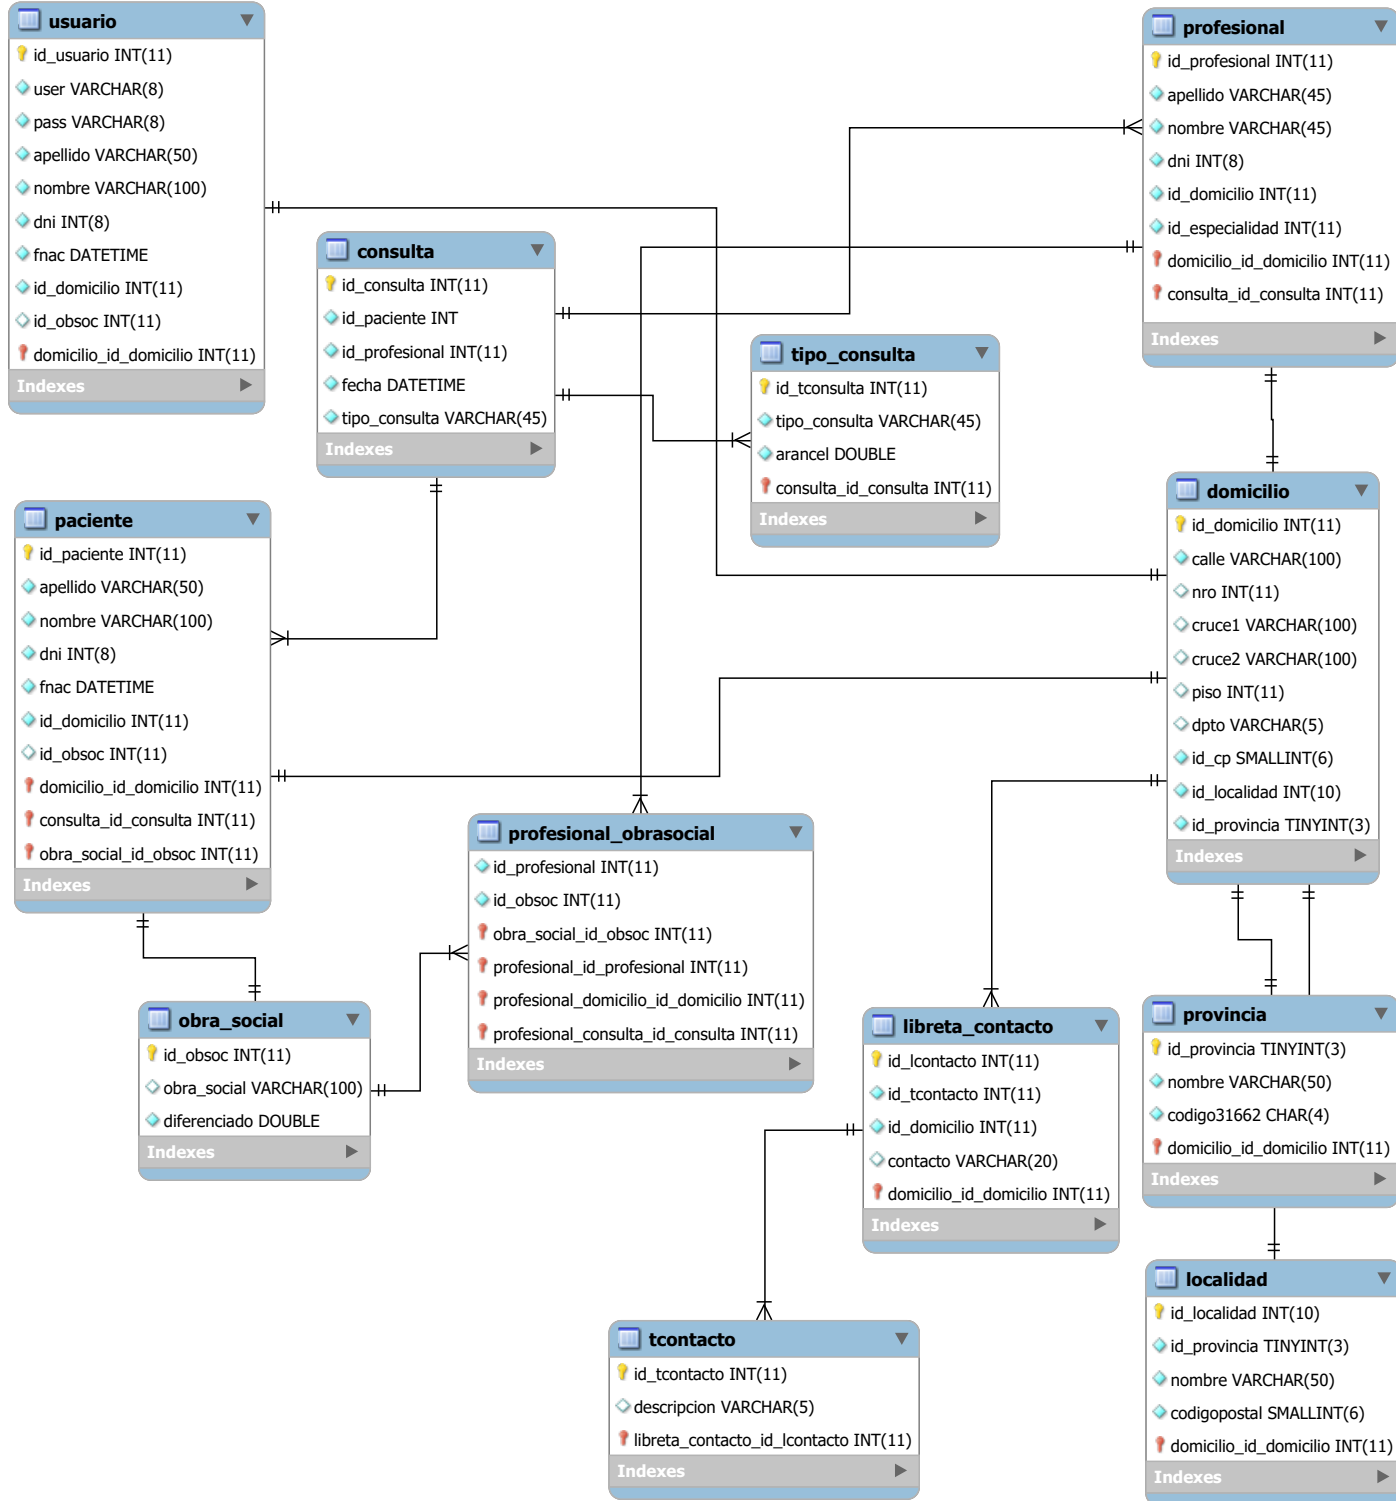 usuario
id_usuario INT(11)
user VARCHAR(8)
pass VARCHAR(8)
apellido VARCHAR(50)
nombre VARCHAR(100)
dni INT(8)
fnac DATETIME
id_domicilio INT(11)
id_obsoc INT(11)
domicilio_id_domicilio INT(11)
Indexes
profesional
id_profesional INT(11)
apellido VARCHAR(45)
nombre VARCHAR(45)
dni INT(8)
id_domicilio INT(11)
id_especialidad INT(11)
domicilio_id_domicilio INT(11)
consulta_id_consulta INT(11)
Indexes
consulta
id_consulta INT(11)
id_paciente INT
id_profesional INT(11)
fecha DATETIME
tipo_consulta VARCHAR(45)
Indexes
tipo_consulta
id_tconsulta INT(11)
tipo_consulta VARCHAR(45)
arancel DOUBLE
consulta_id_consulta INT(11)
Indexes
paciente
id_paciente INT(11)
apellido VARCHAR(50)
nombre VARCHAR(100)
dni INT(8)
fnac DATETIME
id_domicilio INT(11)
id_obsoc INT(11)
domicilio_id_domicilio INT(11)
consulta_id_consulta INT(11)
obra_social_id_obsoc INT(11)
Indexes
domicilio
id_domicilio INT(11)
calle VARCHAR(100)
nro INT(11)
cruce1 VARCHAR(100)
cruce2 VARCHAR(100)
piso INT(11)
dpto VARCHAR(5)
id_cp SMALLINT(6)
id_localidad INT(10)
id_provincia TINYINT(3)
Indexes
profesional_obrasocial
id_profesional INT(11)
id_obsoc INT(11)
obra_social_id_obsoc INT(11)
profesional_id_profesional INT(11)
profesional_domicilio_id_domicilio INT(11)
profesional_consulta_id_consulta INT(11)
Indexes
obra_social
id_obsoc INT(11)
obra_social VARCHAR(100)
diferenciado DOUBLE
Indexes
libreta_contacto
id_lcontacto INT(11)
id_tcontacto INT(11)
id_domicilio INT(11)
contacto VARCHAR(20)
domicilio_id_domicilio INT(11)
Indexes
provincia
id_provincia TINYINT(3)
nombre VARCHAR(50)
codigo31662 CHAR(4)
domicilio_id_domicilio INT(11)
Indexes
tcontacto
id_tcontacto INT(11)
descripcion VARCHAR(5)
libreta_contacto_id_lcontacto INT(11)
Indexes
localidad
id_localidad INT(10)
id_provincia TINYINT(3)
nombre VARCHAR(50)
codigopostal SMALLINT(6)
domicilio_id_domicilio INT(11)
Indexes